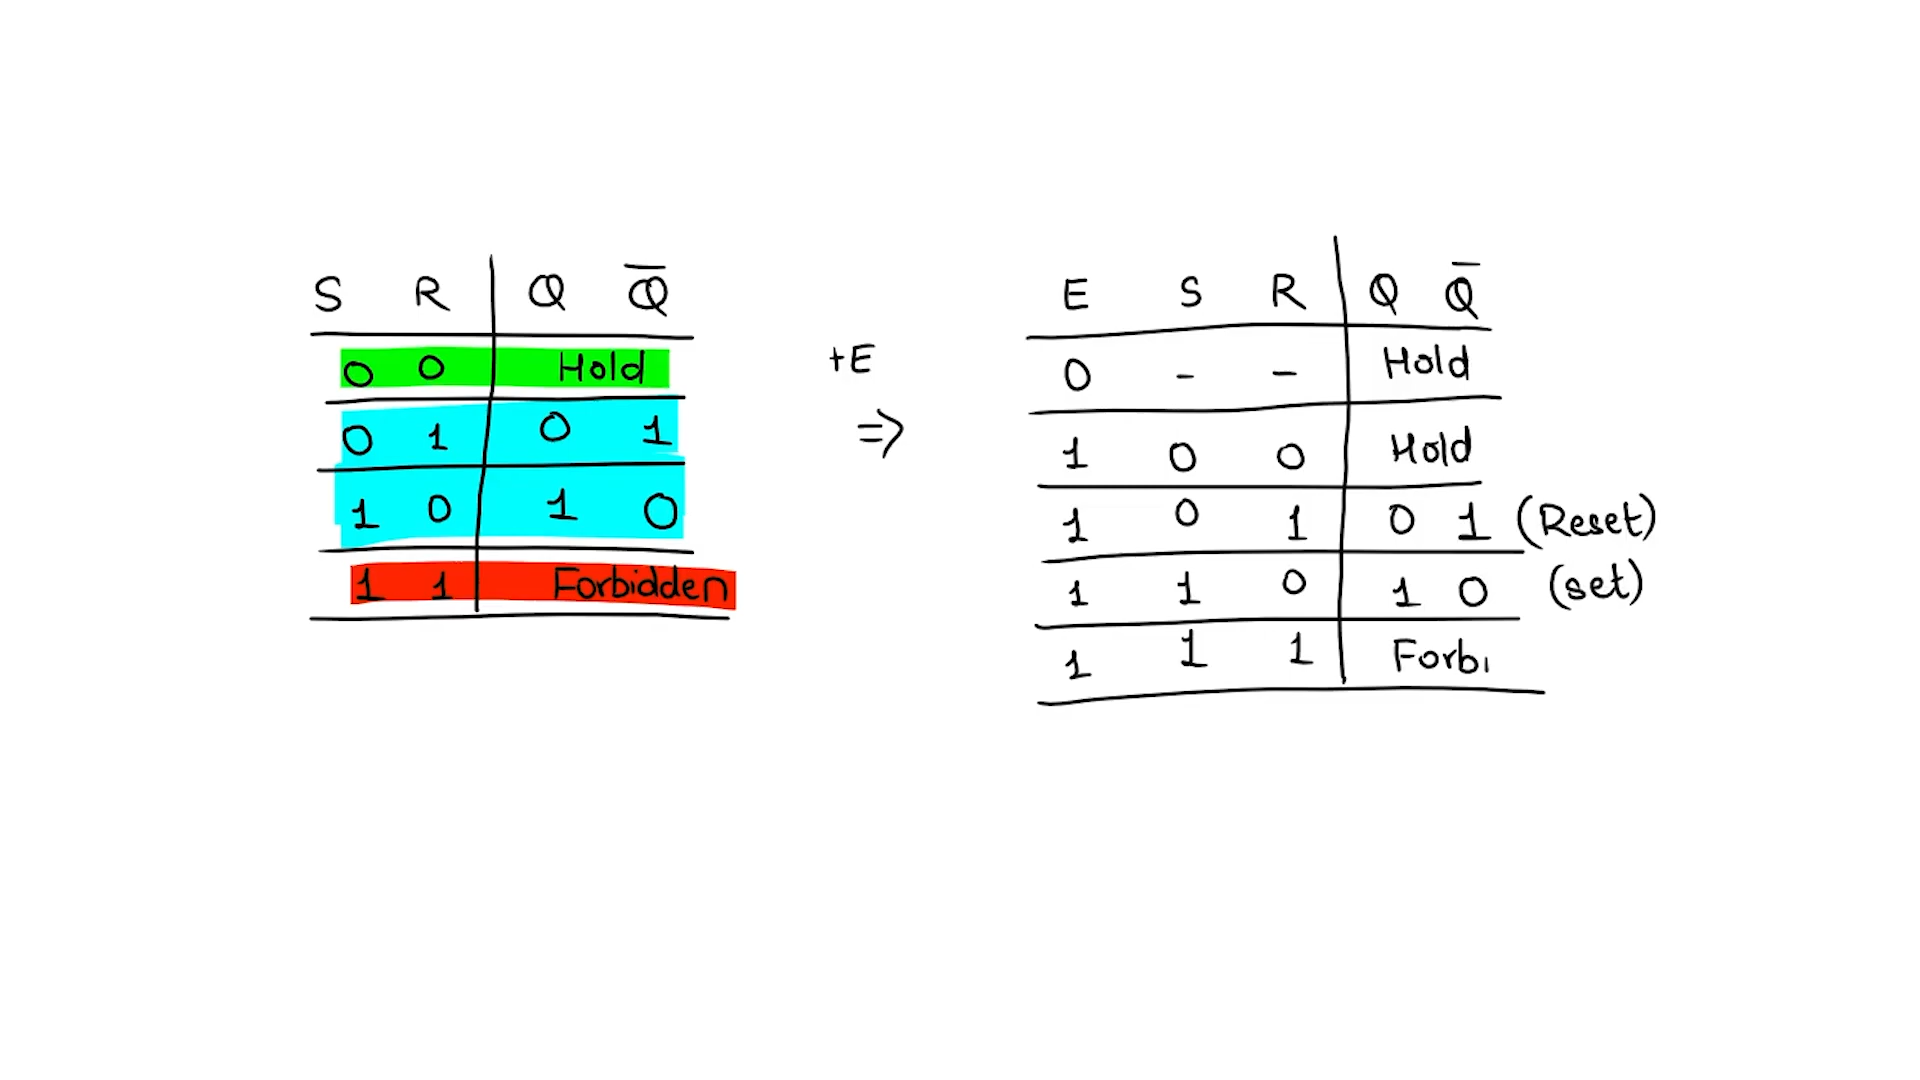 S R Q Q̅
0 0 Hold
0 1 0 1
1 0 1 0
1 1 Forbidden
+E
⇒
E S R Q Q̅
0 - - Hold
1 0 0 Hold
1 0 1 0 1 (Reset)
1 1 0 1 0 (set)
1 1 1 Forbi